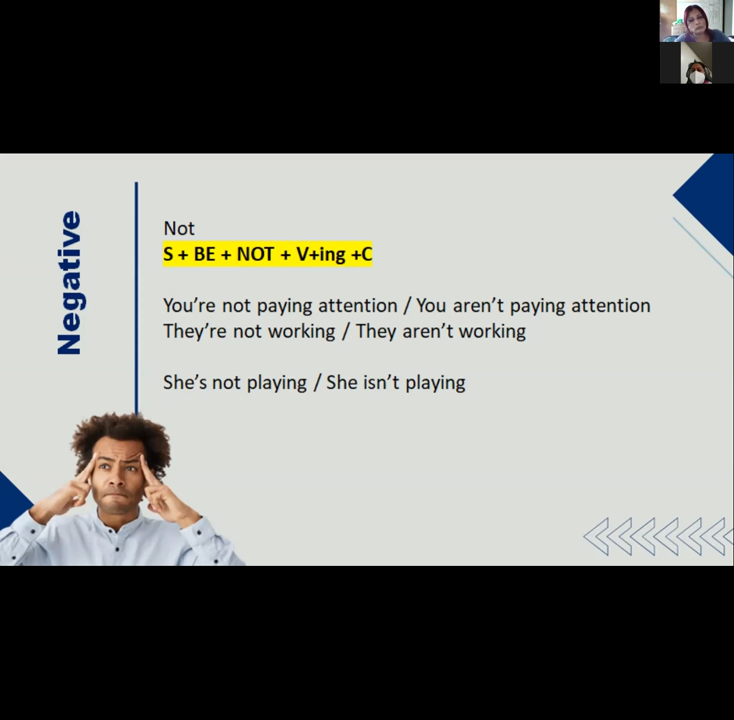 Negative
Not
S + BE + NOT + V+ing +C
You’re not paying attention / You aren’t paying attention
They’re not working / They aren’t working
She’s not playing / She isn’t playing